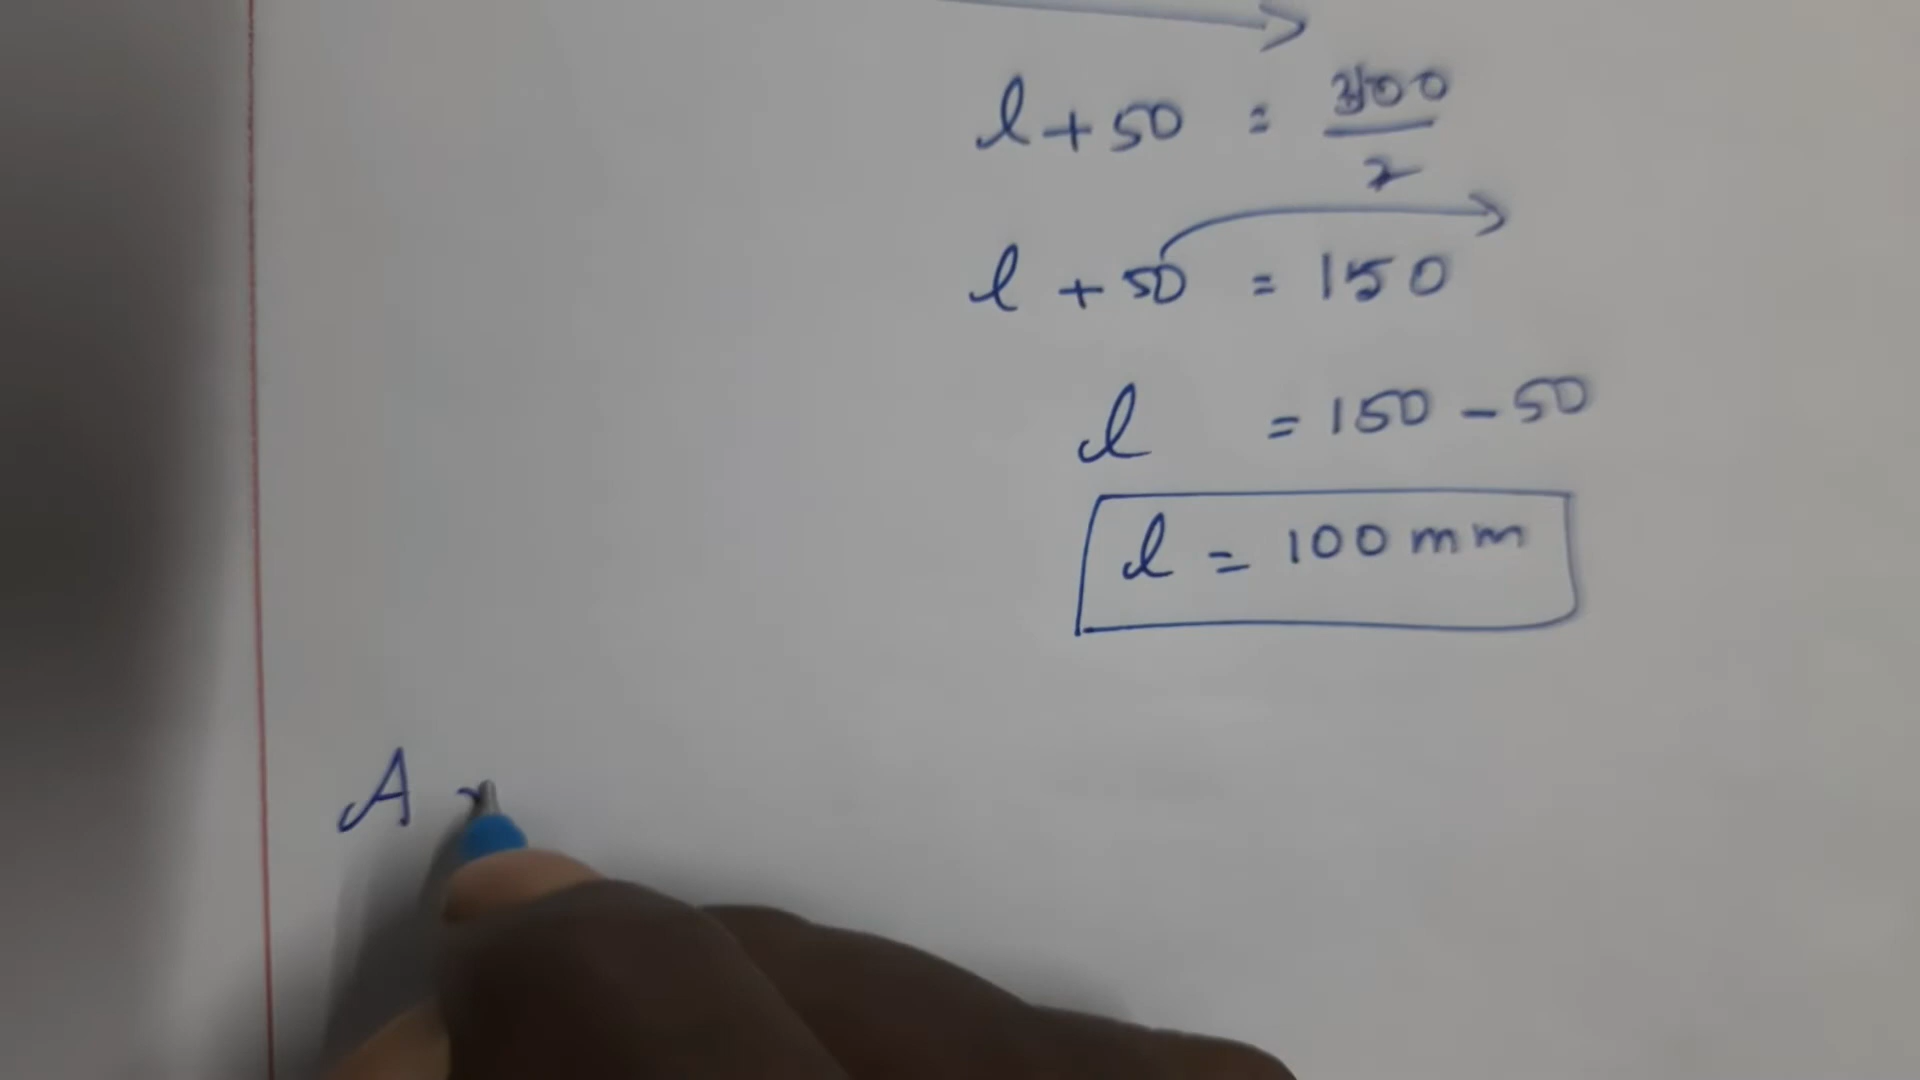 l + 50 = 300/2
l + 50 = 150
l = 150 - 50
l = 100 mm
A